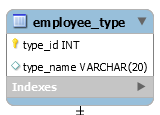 employee_type
type_id INT
type_name VARCHAR(20)
Indexes